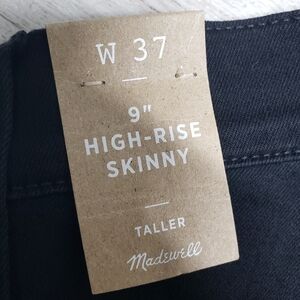 W 37
9"
HIGH-RISE
SKINNY
TALLER
Madewell